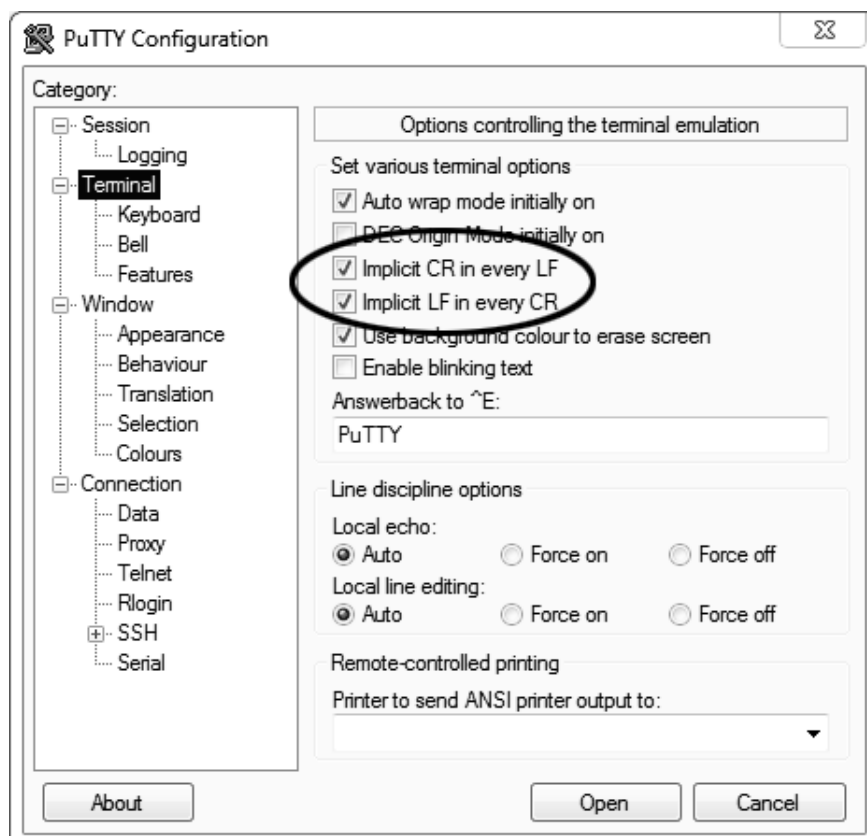 PuTTY Configuration
Category:
Session
Logging
Terminal
Keyboard
Bell
Features
Window
Appearance
Behaviour
Translation
Selection
Colours
Connection
Data
Proxy
Telnet
Rlogin
SSH
Serial
Options controlling the terminal emulation
Set various terminal options
Auto wrap mode initially on
DEC Origin Mode initially on
Implicit CR in every LF
Implicit LF in every CR
Use background colour to erase screen
Enable blinking text
Answerback to ^E:
PuTTY
Line discipline options
Local echo:
Auto Force on Force off
Local line editing:
Auto Force on Force off
Remote-controlled printing
Printer to send ANSI printer output to:
About Open Cancel